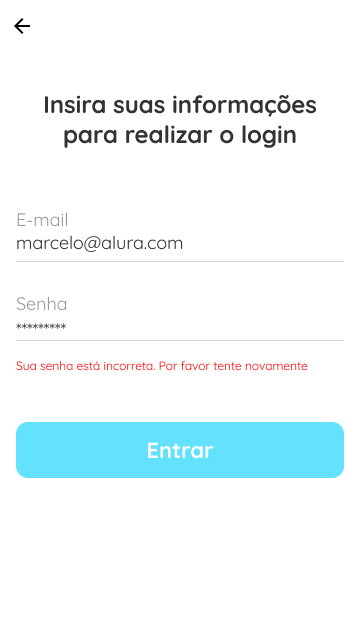 Insira suas informações
para realizar o login
E-mail
marcelo@alura.com
Senha
*********
Sua senha está incorreta. Por favor tente novamente
Entrar